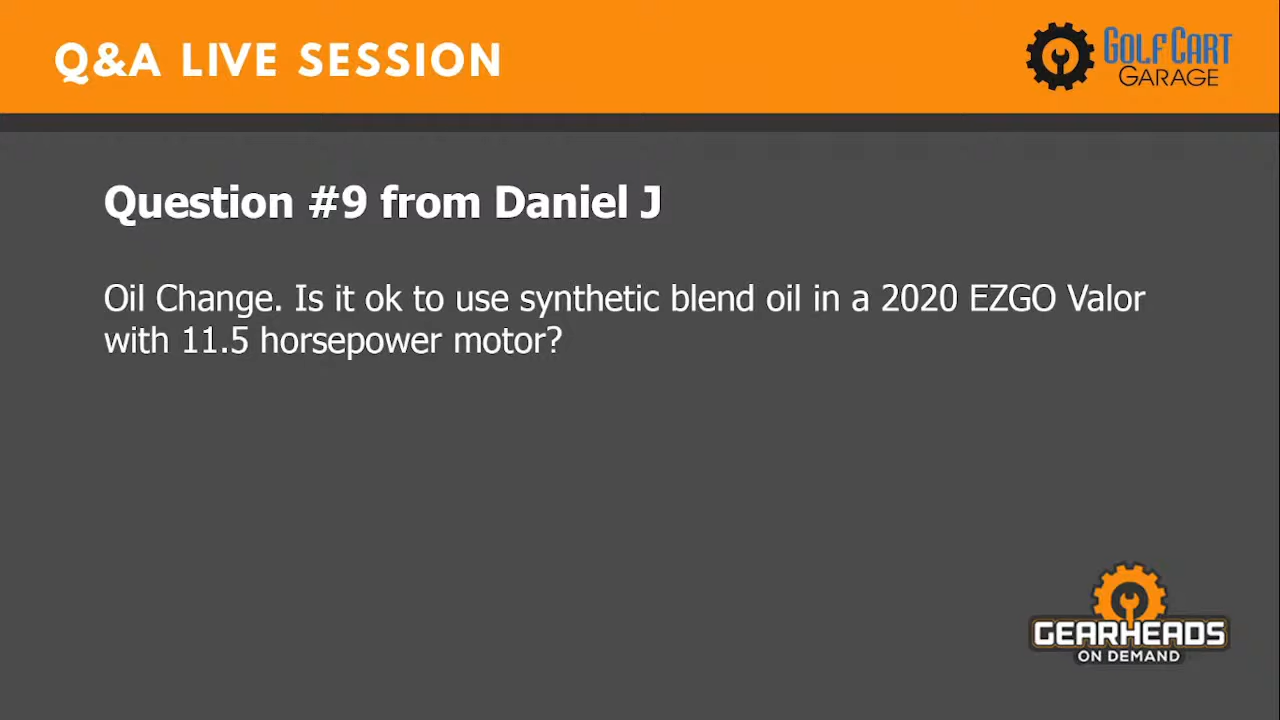 Q&A LIVE SESSION
GOLF CART
GARAGE
Question #9 from Daniel J
Oil Change. Is it ok to use synthetic blend oil in a 2020 EZGO Valor
with 11.5 horsepower motor?
GEARHEADS
ON DEMAND